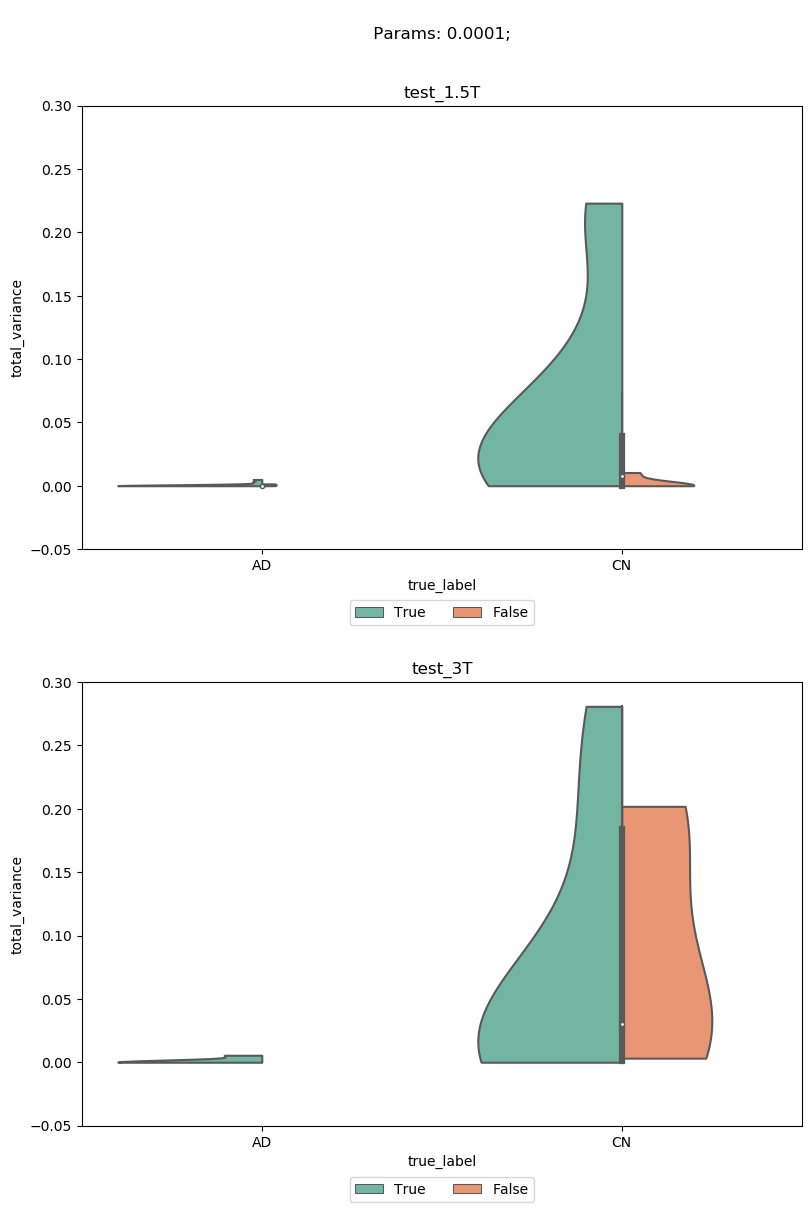 Params: 0.0001;
test_1.5T
0.30
0.25
0.20
0.15
0.10
0.05
0.00
−0.05
total_variance
AD CN
true_label
True False
test_3T
0.30
0.25
0.20
0.15
0.10
0.05
0.00
−0.05
total_variance
AD CN
true_label
True False